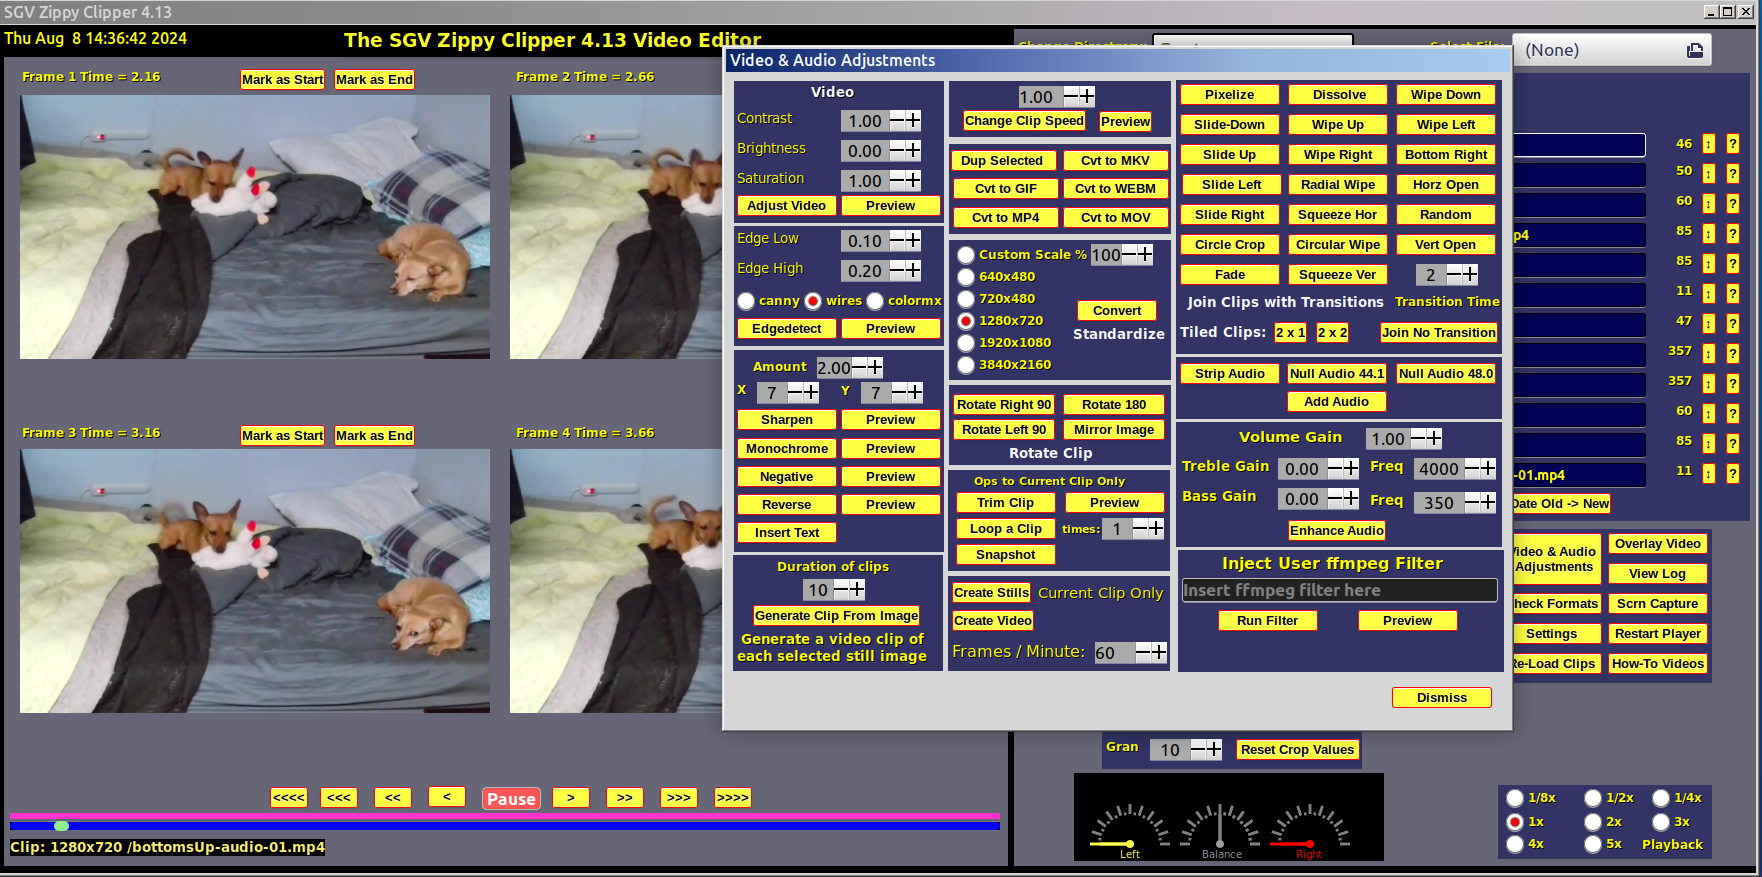 SGV Zippy Clipper 4.13
Thu Aug 8 14:36:42 2024
The SGV Zippy Clipper 4.13 Video Editor
(None)
Frame 1 Time = 2.16
Mark as Start
Mark as End
Frame 2 Time = 2.66
Frame 3 Time = 3.16
Mark as Start
Mark as End
Frame 4 Time = 3.66
<<<<
<<<
<<
<
Pause
>
>>
>>>
>>>>
Clip: 1280x720 /bottomsUp-audio-01.mp4
Video & Audio Adjustments
Video
Contrast 1.00
Brightness 0.00
Saturation 1.00
Adjust Video Preview
Edge Low 0.10
Edge High 0.20
canny wires colormx
Edgedetect Preview
Amount 2.00
X 7 Y 7
Sharpen Preview
Monochrome Preview
Negative Preview
Reverse Preview
Insert Text
Duration of clips
10
Generate Clip From Image
Generate a video clip of
each selected still image
1.00
Change Clip Speed Preview
Dup Selected Cvt to MKV
Cvt to GIF Cvt to WEBM
Cvt to MP4 Cvt to MOV
Custom Scale % 100
640x480
720x480
1280x720
1920x1080
3840x2160
Convert
Standardize
Rotate Right 90 Rotate 180
Rotate Left 90 Mirror Image
Rotate Clip
Ops to Current Clip Only
Trim Clip Preview
Loop a Clip times: 1
Snapshot
Create Stills Current Clip Only
Create Video
Frames / Minute: 60
Pixelize Dissolve Wipe Down
Slide-Down Wipe Up Wipe Left
Slide Up Wipe Right Bottom Right
Slide Left Radial Wipe Horz Open
Slide Right Squeeze Hor Random
Circle Crop Circular Wipe Vert Open
Fade Squeeze Ver 2
Join Clips with Transitions Transition Time
Tiled Clips: 2 x 1 2 x 2 Join No Transition
Strip Audio Null Audio 44.1 Null Audio 48.0
Add Audio
Volume Gain 1.00
Treble Gain 0.00 Freq 4000
Bass Gain 0.00 Freq 350
Enhance Audio
Inject User ffmpeg Filter
Insert ffmpeg filter here
Run Filter Preview
Dismiss
46 ↕ ?
50 ↕ ?
60 ↕ ?
p4 85 ↕ ?
85 ↕ ?
11 ↕ ?
47 ↕ ?
357 ↕ ?
357 ↕ ?
60 ↕ ?
85 ↕ ?
-01.mp4 11 ↕ ?
Date Old -> New
Video & Audio
Adjustments
Overlay Video
View Log
heck Formats Scrn Capture
Settings Restart Player
Re-Load Clips How-To Videos
Gran 10 Reset Crop Values
Left Balance Right
1/8x 1/2x 1/4x
1x 2x 3x
4x 5x Playback